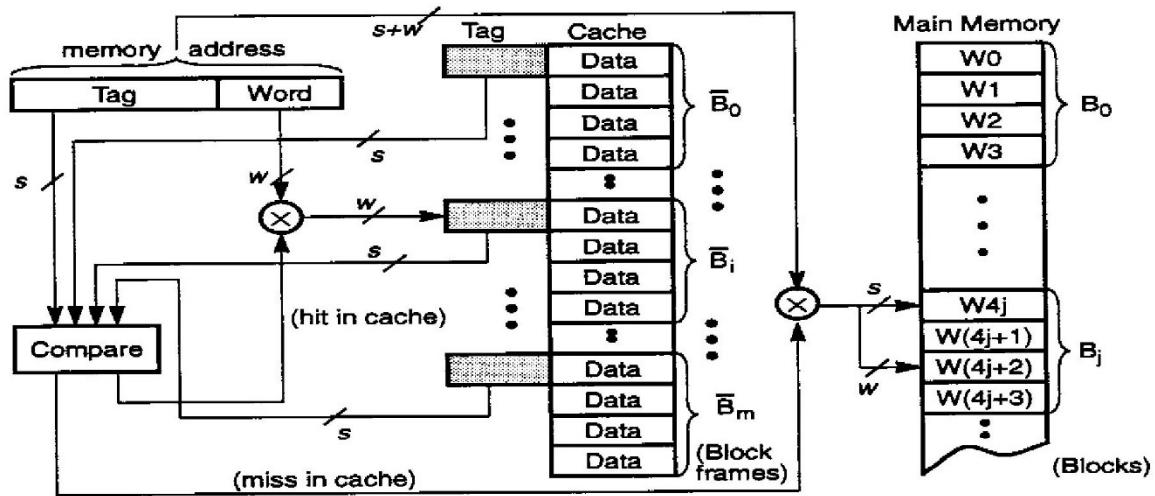 memory address
Tag
Word
s+w
Tag
Cache
Data
Data
Data
Data
B̅₀
Data
Data
Data
Data
B̅ᵢ
Data
Data
Data
Data
B̅ₘ
(Block
frames)
s
s
w
w
s
(hit in cache)
Compare
s
(miss in cache)
Main Memory
W0
W1
W2
W3
B₀
s
w
W4j
W(4j+1)
W(4j+2)
W(4j+3)
Bⱼ
(Blocks)